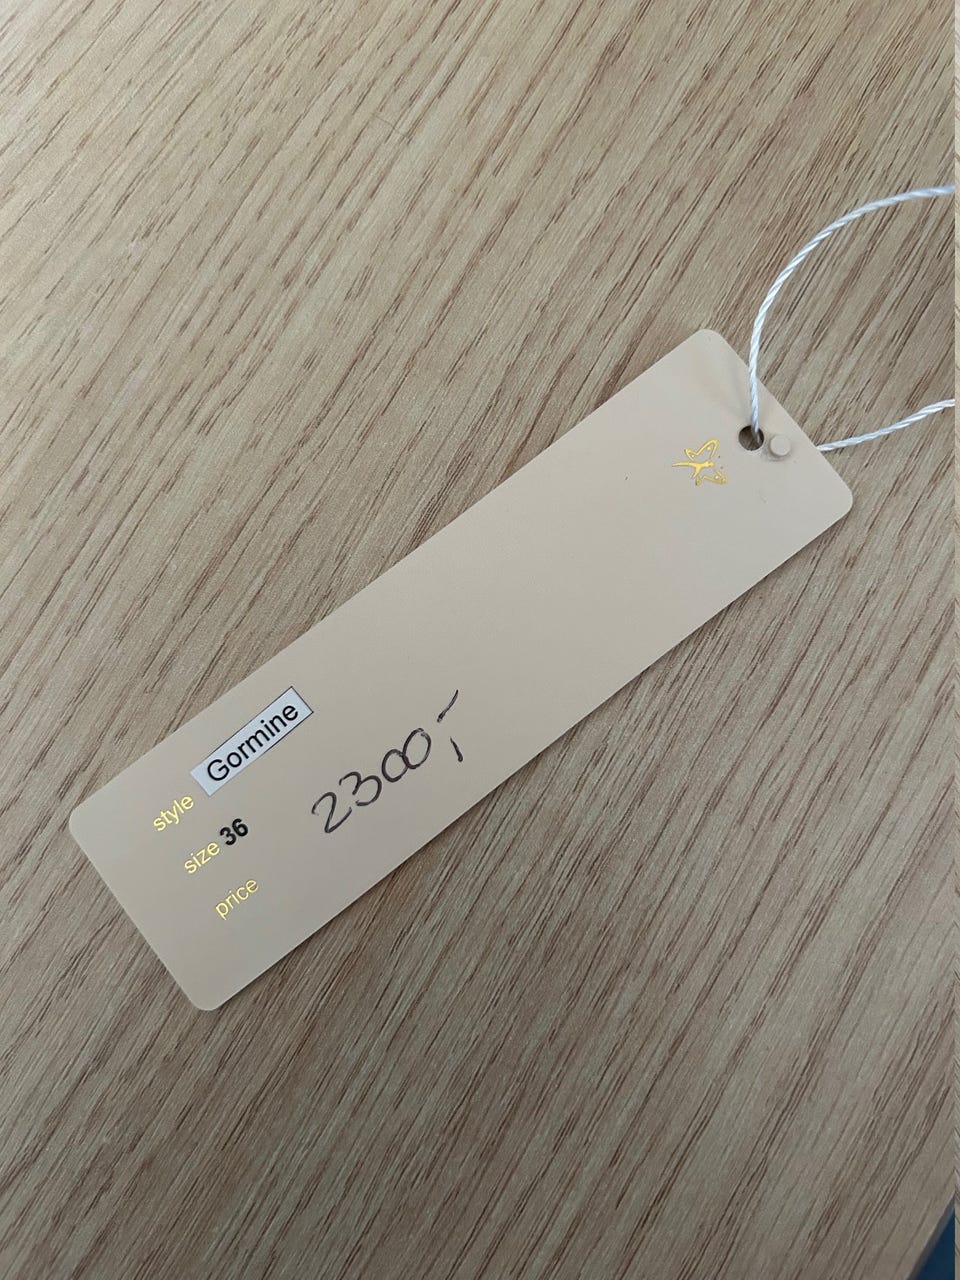 style Gormine
size 36
price 2300,-